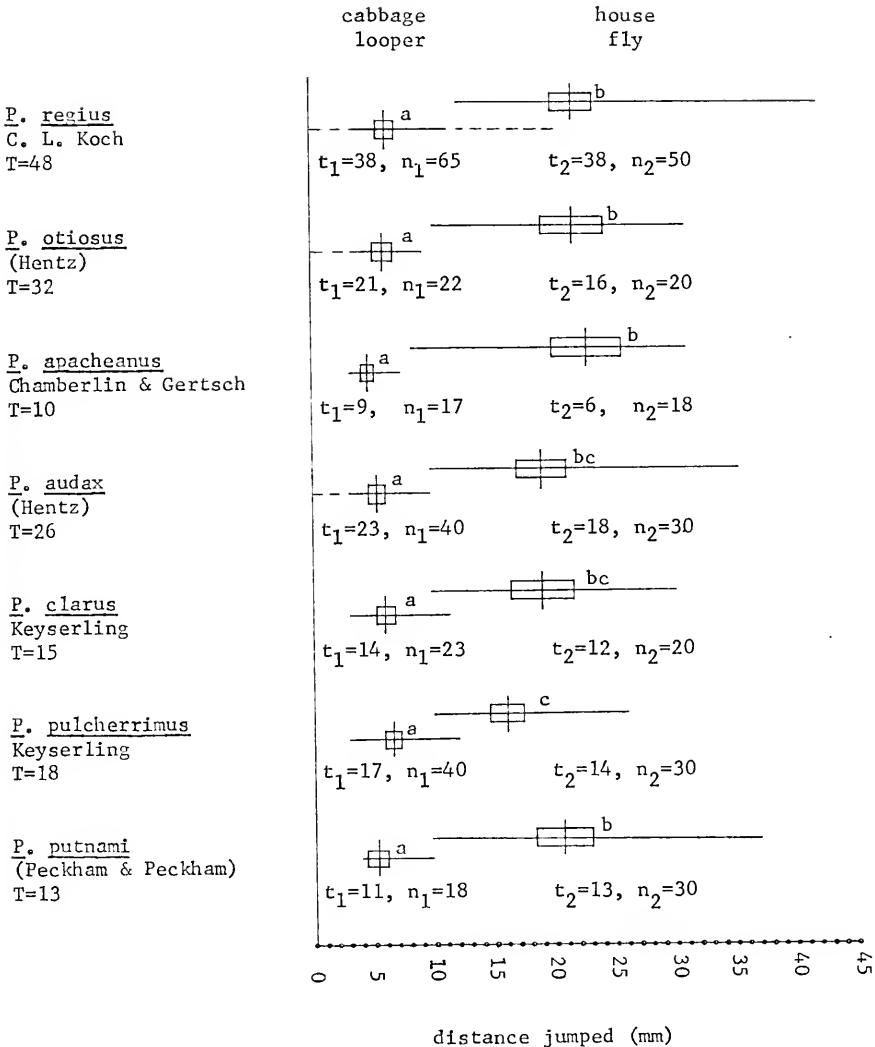 cabbage looper
house fly
P. regius
C. L. Koch
T=48
a
b
t1=38, n1=65
t2=38, n2=50
P. otiosus
(Hentz)
T=32
a
b
t1=21, n1=22
t2=16, n2=20
P. apacheanus
Chamberlin & Gertsch
T=10
a
b
t1=9, n1=17
t2=6, n2=18
P. audax
(Hentz)
T=26
a
bc
t1=23, n1=40
t2=18, n2=30
P. clarus
Keyserling
T=15
a
bc
t1=14, n1=23
t2=12, n2=20
P. pulcherrimus
Keyserling
T=18
a
c
t1=17, n1=40
t2=14, n2=30
P. putnami
(Peckham & Peckham)
T=13
a
b
t1=11, n1=18
t2=13, n2=30
0 5 10 15 20 25 30 35 40 45
distance jumped (mm)